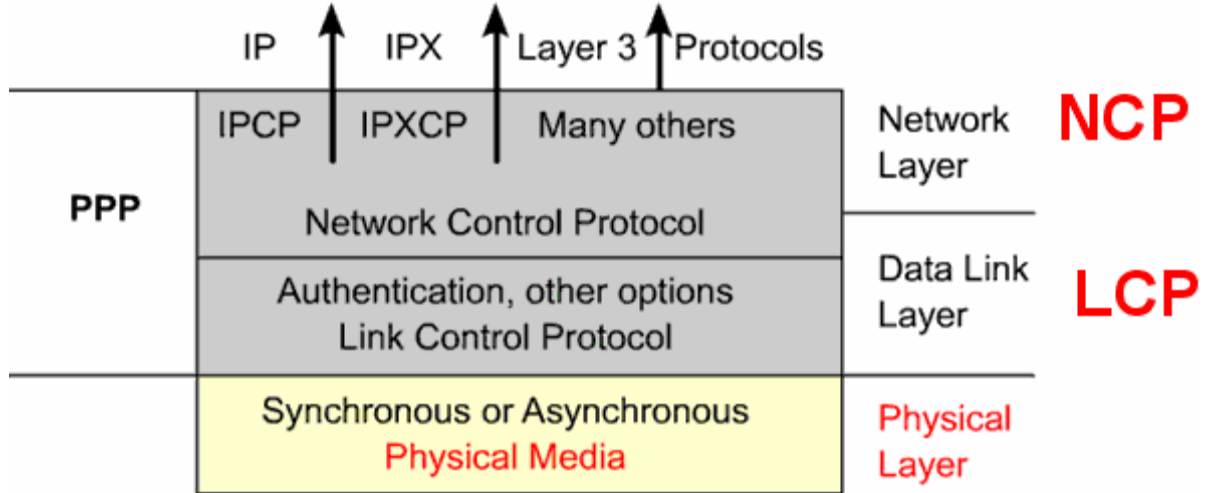 IP IPX Layer 3 Protocols
IPCP IPXCP Many others
Network Control Protocol
PPP
Authentication, other options
Link Control Protocol
Synchronous or Asynchronous
Physical Media
Network
Layer
NCP
Data Link
Layer
LCP
Physical
Layer